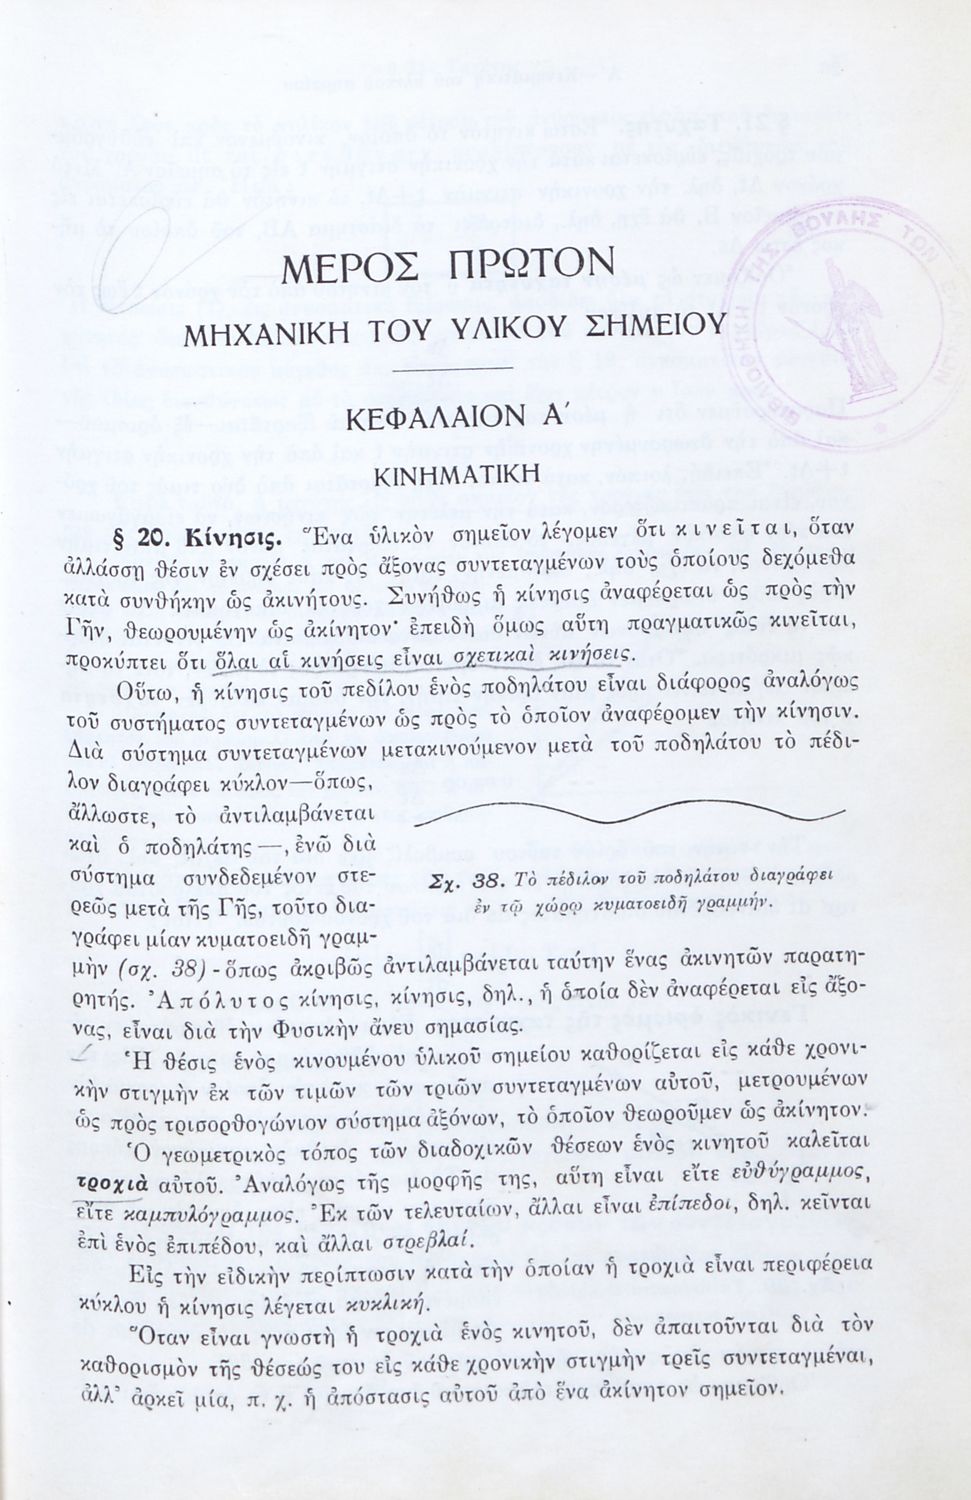 ΜΕΡΟΣ ΠΡΩΤΟΝ
ΜΗΧΑΝΙΚΗ ΤΟΥ ΥΛΙΚΟΥ ΣΗΜΕΙΟΥ
ΚΕΦΑΛΑΙΟΝ Α΄
ΚΙΝΗΜΑΤΙΚΗ
§ 20. Κίνησις. Ἕνα ὑλικὸν σημεῖον λέγομεν ὅτι κινεῖται, ὅταν
ἀλλάσσῃ θέσιν ἐν σχέσει πρὸς ἄξονας συντεταγμένων τοὺς ὁποίους δεχόμεθα
κατὰ συνθήκην ὡς ἀκινήτους. Συνήθως ἡ κίνησις ἀναφέρεται ὡς πρὸς τὴν
Γῆν, θεωρουμένην ὡς ἀκίνητον· ἐπειδὴ ὅμως αὕτη πραγματικῶς κινεῖται,
προκύπτει ὅτι ὅλαι αἱ κινήσεις εἶναι σχετικαὶ κινήσεις.
Οὕτω, ἡ κίνησις τοῦ πεδίλου ἑνὸς ποδηλάτου εἶναι διάφορος ἀναλόγως
τοῦ συστήματος συντεταγμένων ὡς πρὸς τὸ ὁποῖον ἀναφέρομεν τὴν κίνησιν.
Διὰ σύστημα συντεταγμένων μετακινούμενον μετὰ τοῦ ποδηλάτου τὸ πέδι-
λον διαγράφει κύκλον—ὅπως,
ἄλλωστε, τὸ ἀντιλαμβάνεται
καὶ ὁ ποδηλάτης—, ἐνῶ διὰ
σύστημα συνδεδεμένον στε-
ρεῶς μετὰ τῆς Γῆς, τοῦτο δια-
γράφει μίαν κυματοειδῆ γραμ-
Σχ. 38. Τὸ πέδιλον τοῦ ποδηλάτου διαγράφει
ἐν τῷ χώρῳ κυματοειδῆ γραμμήν.
μὴν (σχ. 38) - ὅπως ἀκριβῶς ἀντιλαμβάνεται ταύτην ἕνας ἀκινητῶν παρατη-
ρητής. Ἀπόλυτος κίνησις, κίνησις, δηλ., ἡ ὁποία δὲν ἀναφέρεται εἰς ἄξο-
νας, εἶναι διὰ τὴν Φυσικὴν ἄνευ σημασίας.
Ἡ θέσις ἑνὸς κινουμένου ὑλικοῦ σημείου καθορίζεται εἰς κάθε χρονι-
κὴν στιγμὴν ἐκ τῶν τιμῶν τῶν τριῶν συντεταγμένων αὐτοῦ, μετρουμένων
ὡς πρὸς τρισορθογώνιον σύστημα ἀξόνων, τὸ ὁποῖον θεωροῦμεν ὡς ἀκίνητον.
Ὁ γεωμετρικὸς τόπος τῶν διαδοχικῶν θέσεων ἑνὸς κινητοῦ καλεῖται
τροχιὰ αὐτοῦ. Ἀναλόγως τῆς μορφῆς της, αὕτη εἶναι εἴτε εὐθύγραμμος,
εἴτε καμπυλόγραμμος. Ἐκ τῶν τελευταίων, ἄλλαι εἶναι ἐπίπεδοι, δηλ. κεῖνται
ἐπὶ ἑνὸς ἐπιπέδου, καὶ ἄλλαι στρεβλαί.
Εἰς τὴν εἰδικὴν περίπτωσιν κατὰ τὴν ὁποίαν ἡ τροχιὰ εἶναι περιφέρεια
κύκλου ἡ κίνησις λέγεται κυκλική.
Ὅταν εἶναι γνωστὴ ἡ τροχιὰ ἑνὸς κινητοῦ, δὲν ἀπαιτοῦνται διὰ τὸν
καθορισμὸν τῆς θέσεώς του εἰς κάθε χρονικὴν στιγμὴν τρεῖς συντεταγμέναι,
ἀλλ' ἀρκεῖ μία, π. χ. ἡ ἀπόστασις αὐτοῦ ἀπὸ ἕνα ἀκίνητον σημεῖον.
ΒΙΒΛΙΟΘΗΚΗ ΤΗΣ ΒΟΥΛΗΣ ΤΩΝ ΕΛΛΗΝΩΝ